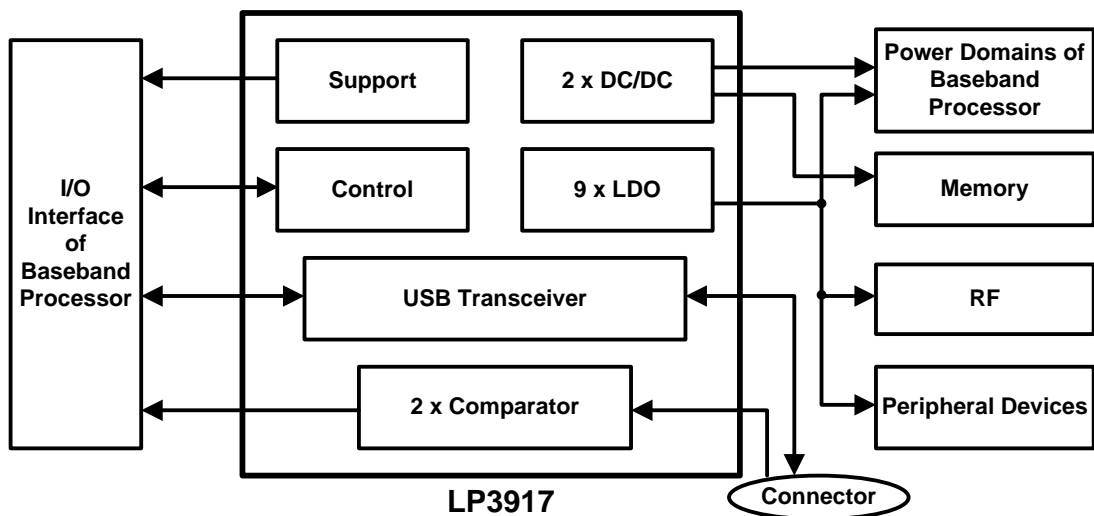 I/O
Interface
of
Baseband
Processor
Support
2 x DC/DC
Control
9 x LDO
USB Transceiver
2 x Comparator
LP3917
Power Domains of
Baseband
Processor
Memory
RF
Peripheral Devices
Connector